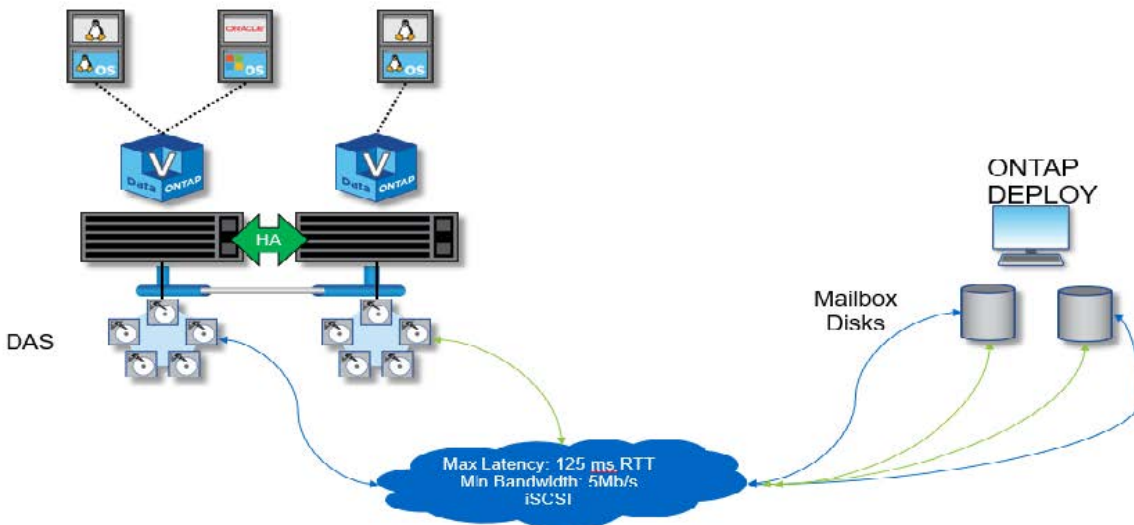 ORACLE
OS
OS
OS
V
Data ONTAP
V
Data ONTAP
HA
DAS
ONTAP
DEPLOY
Mailbox
Disks
Max Latency: 125 ms RTT
Min Bandwidth: 5Mb/s
iSCSI